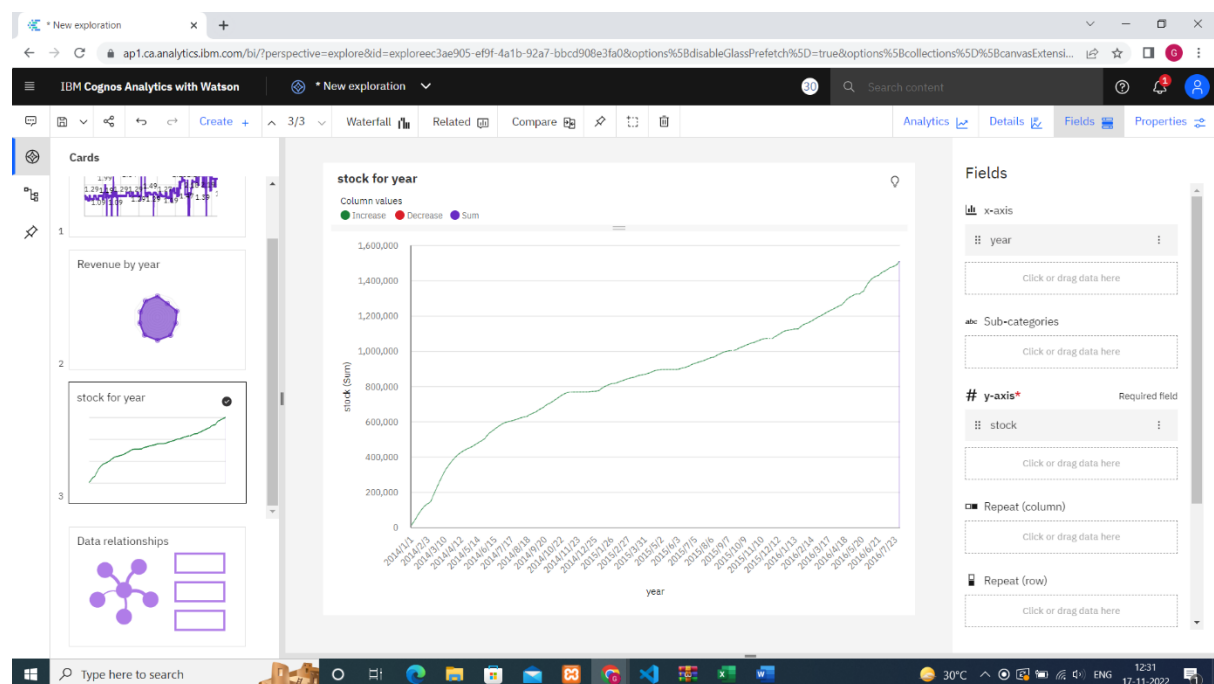 * New exploration
ap1.ca.analytics.ibm.com/bi/?perspective=explore&id=exploreec3ae905-ef9f-4a1b-92a7-bbcd908e3fa0&options%5BdisableGlassPrefetch%5D=true&options%5Bcollections%5D%5BcanvasExtensi...
G
IBM Cognos Analytics with Watson
* New exploration
30
Search content
1
Create +
3/3
Waterfall
Related
Compare
Analytics
Details
Fields
Properties
Cards
1
Revenue by year
2
stock for year
3
Data relationships
stock for year
Column values
Increase Decrease Sum
1,600,000
1,400,000
1,200,000
1,000,000
800,000
600,000
400,000
200,000
0
stock (Sum)
2014/1/1
2014/2/3
2014/3/10
2014/4/12
2014/5/14
2014/6/15
2014/7/17
2014/8/18
2014/9/20
2014/10/22
2014/11/23
2014/12/25
2015/1/26
2015/2/27
2015/3/31
2015/5/2
2015/6/3
2015/7/5
2015/8/6
2015/9/7
2015/10/9
2015/11/10
2015/12/12
2016/1/13
2016/2/14
2016/3/17
2016/4/18
2016/5/20
2016/6/21
2016/7/23
year
Fields
x-axis
year
Click or drag data here
abc Sub-categories
Click or drag data here
# y-axis*
Required field
stock
Click or drag data here
Repeat (column)
Click or drag data here
Repeat (row)
Click or drag data here
Type here to search
30°C
ENG
12:31
17-11-2022